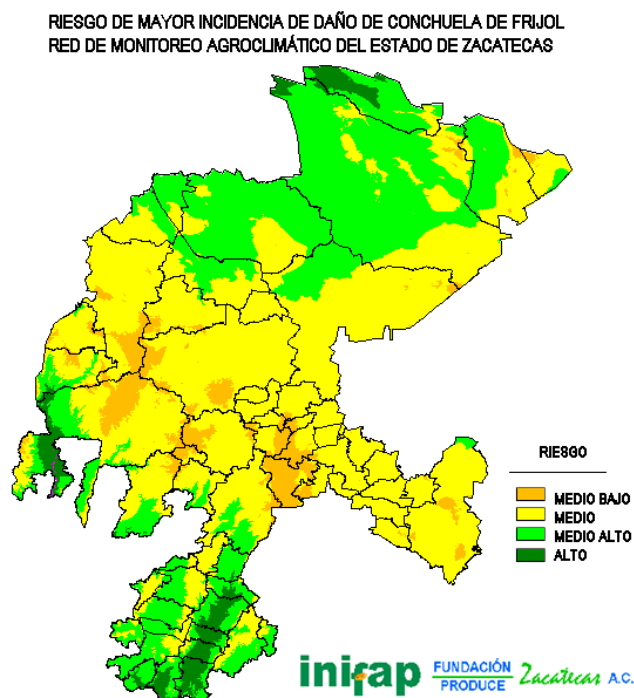 RIESGO DE MAYOR INCIDENCIA DE DAÑO DE CONCHUELA DE FRIJOL
RED DE MONITOREO AGROCLIMÁTICO DEL ESTADO DE ZACATECAS
RIESGO
MEDIO BAJO
MEDIO
MEDIO ALTO
ALTO
inifap
FUNDACIÓN
PRODUCE
Zacatecas A.C.